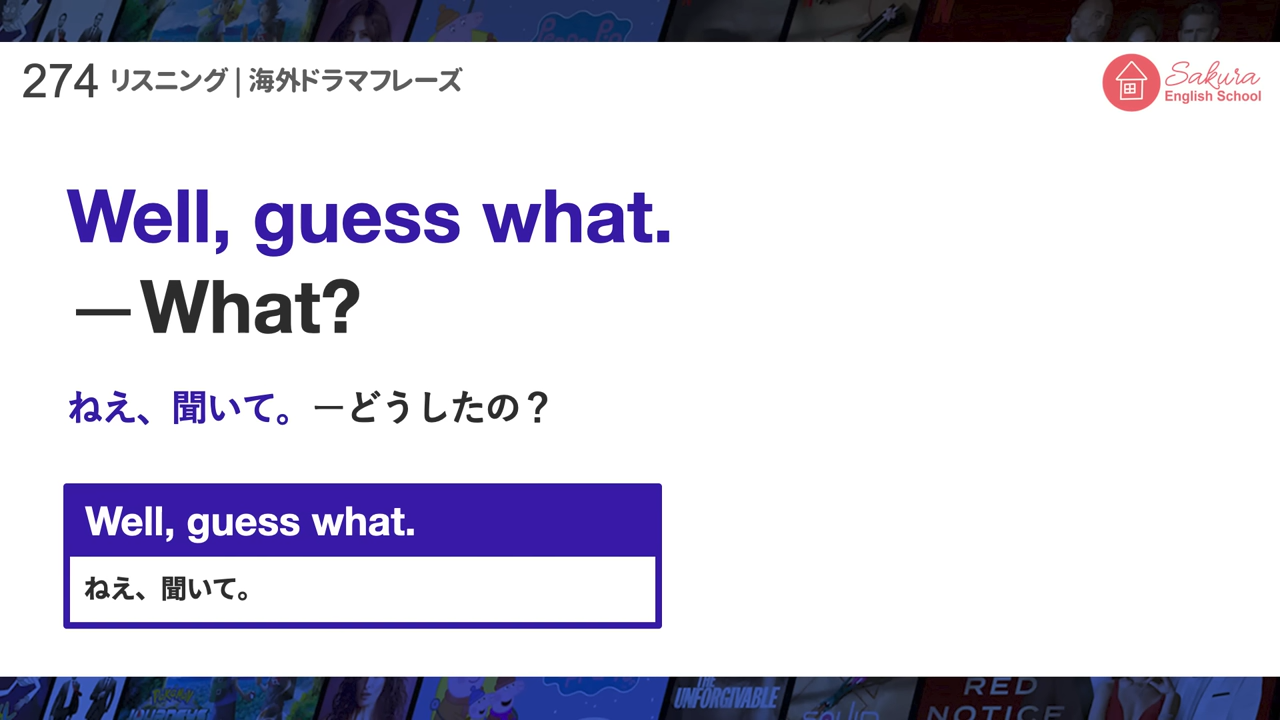 274 リスニング | 海外ドラマフレーズ
Sakura
English School
Well, guess what.
—What?
ねえ、聞いて。—どうしたの？
Well, guess what.
ねえ、聞いて。
THE
UNFORGIVABLE
RED
NOTICE